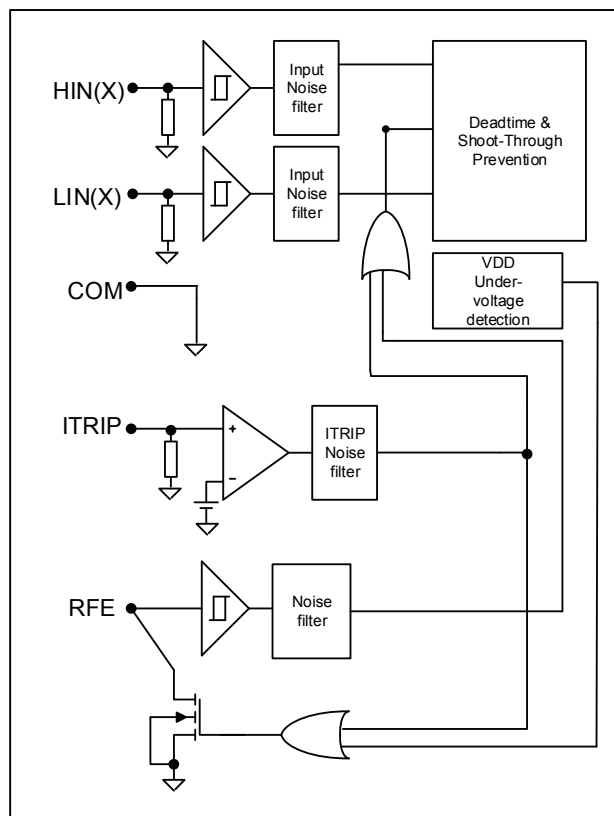 HIN(X)
Input
Noise
filter
Deadtime &
Shoot-Through
Prevention
LIN(X)
Input
Noise
filter
COM
VDD
Under-
voltage
detection
ITRIP
+
−
ITRIP
Noise
filter
RFE
Noise
filter